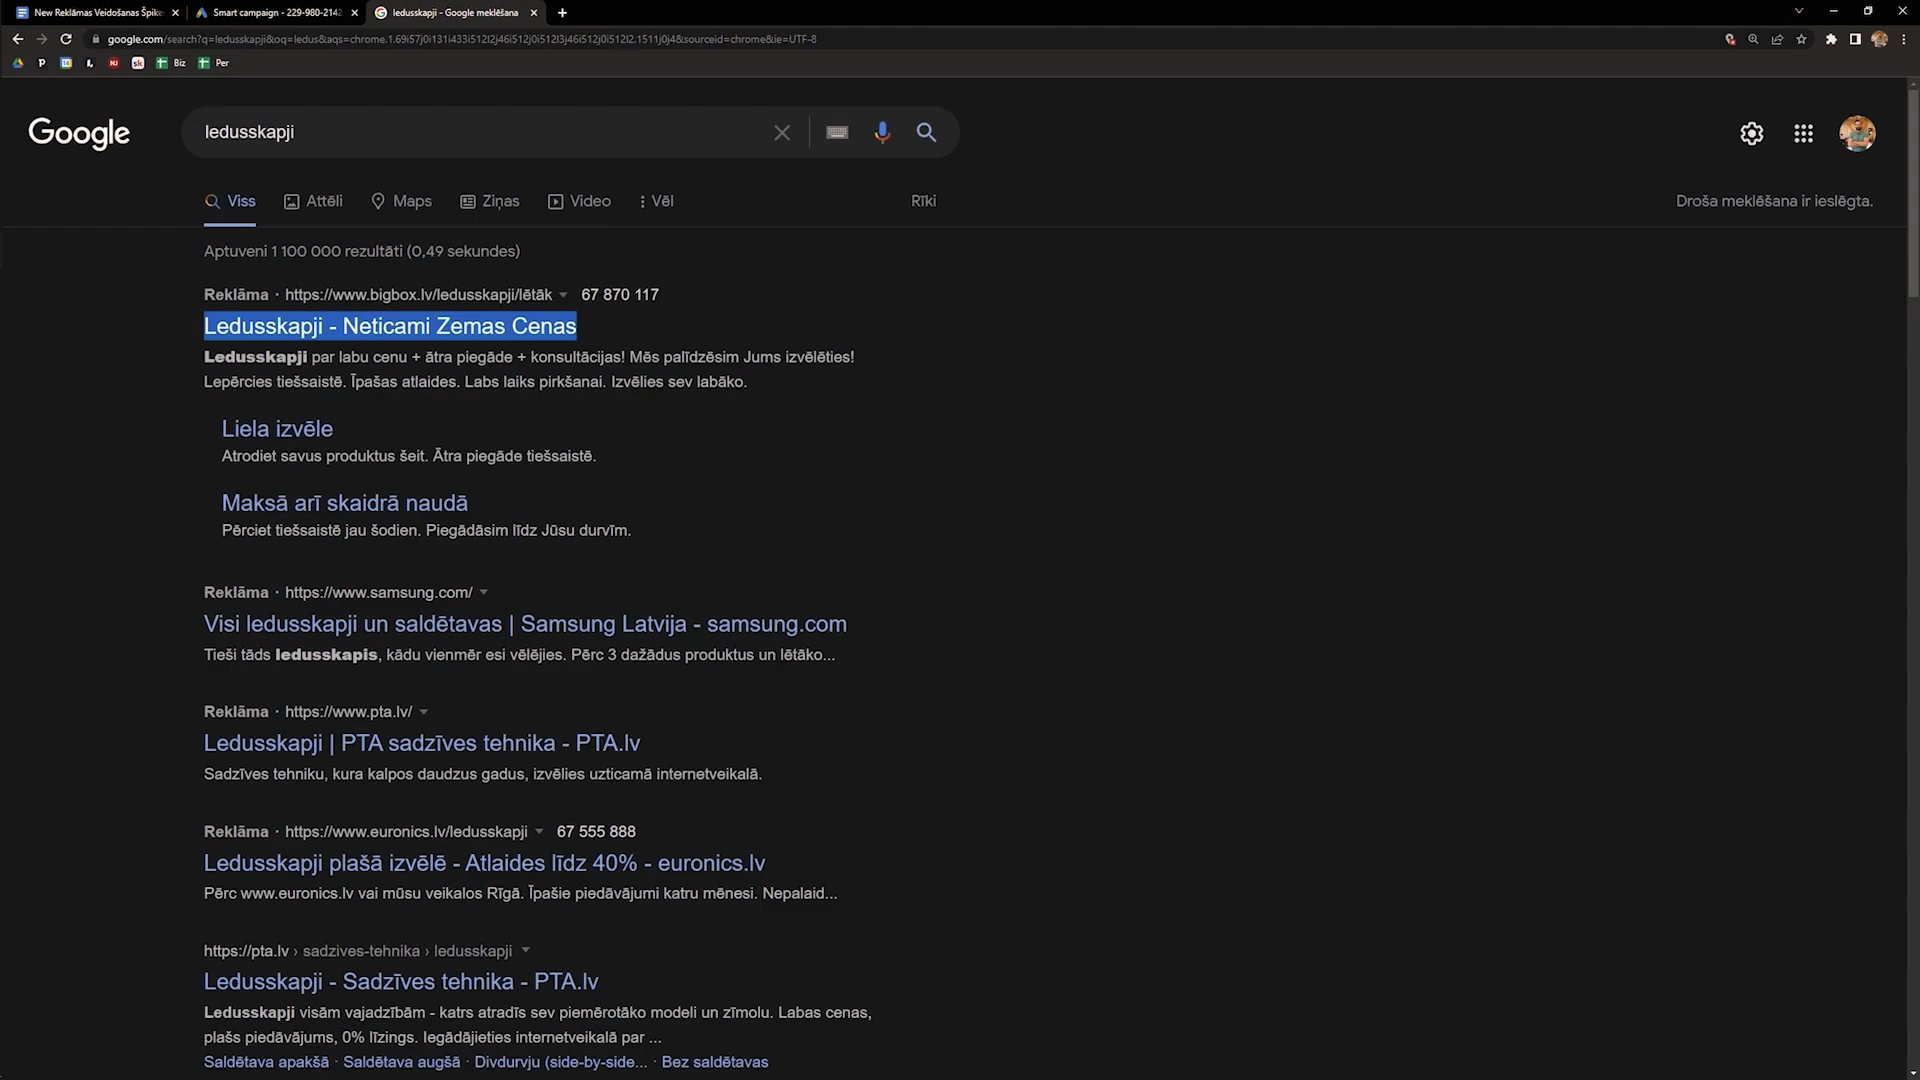 New Reklāmas Veidošanas Špike
Smart campaign - 229-980-2142
ledusskapji - Google meklēšana
google.com/search?q=ledusskapji&oq=ledus&aqs=chrome.1.69i57j0i131i433i512l2j46i512j0i512l3j46i512j0i512l2.1511j0j4&sourceid=chrome&ie=UTF-8
Biz
Per
Google
ledusskapji
Viss
Attēli
Maps
Ziņas
Video
Vēl
Rīki
Droša meklēšana ir ieslēgta.
Aptuveni 1 100 000 rezultāti (0,49 sekundes)
Reklāma · https://www.bigbox.lv/ledusskapji/lētāk 67 870 117
Ledusskapji - Neticami Zemas Cenas
Ledusskapji par labu cenu + ātra piegāde + konsultācijas! Mēs palīdzēsim Jums izvēlēties!
Lepērcies tiešsaistē. Īpašas atlaides. Labs laiks pirkšanai. Izvēlies sev labāko.
Liela izvēle
Atrodiet savus produktus šeit. Ātra piegāde tiešsaistē.
Maksā arī skaidrā naudā
Pērciet tiešsaistē jau šodien. Piegādāsim līdz Jūsu durvīm.
Reklāma · https://www.samsung.com/
Visi ledusskapji un saldētavas | Samsung Latvija - samsung.com
Tieši tāds ledusskapis, kādu vienmēr esi vēlējies. Pērc 3 dažādus produktus un lētāko...
Reklāma · https://www.pta.lv/
Ledusskapji | PTA sadzīves tehnika - PTA.lv
Sadzīves tehniku, kura kalpos daudzus gadus, izvēlies uzticamā internetveikalā.
Reklāma · https://www.euronics.lv/ledusskapji 67 555 888
Ledusskapji plašā izvēlē - Atlaides līdz 40% - euronics.lv
Pērc www.euronics.lv vai mūsu veikalos Rīgā. Īpašie piedāvājumi katru mēnesi. Nepalaid...
https://pta.lv › sadzives-tehnika › ledusskapji
Ledusskapji - Sadzīves tehnika - PTA.lv
Ledusskapji visām vajadzībām - katrs atradīs sev piemērotāko modeli un zīmolu. Labas cenas,
plašs piedāvājums, 0% līzings. Iegādājieties internetveikalā par ...
Saldētava apakšā · Saldētava augšā · Divdurvju (side-by-side... · Bez saldētavas